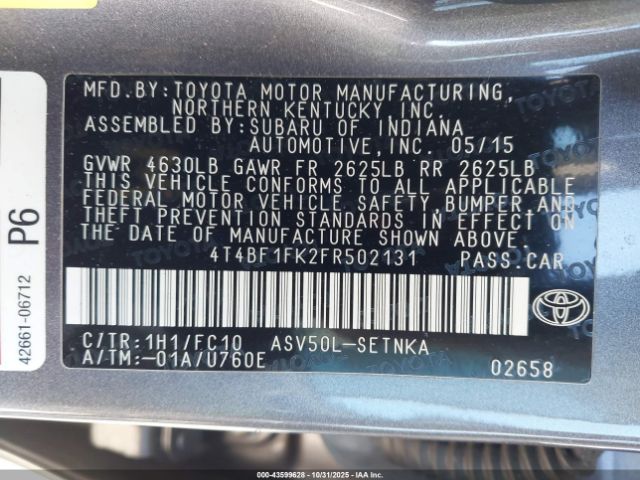 MFD.BY:TOYOTA MOTOR MANUFACTURING,
NORTHERN KENTUCKY,INC.
ASSEMBLED BY:SUBARU OF INDIANA
AUTOMOTIVE,INC. 05/15
GVWR 4630LB GAWR FR 2625LB RR 2625LB
THIS VEHICLE CONFORMS TO ALL APPLICABLE
FEDERAL MOTOR VEHICLE SAFETY,BUMPER AND
THEFT PREVENTION STANDARDS IN EFFECT ON
THE DATE OF MANUFACTURE SHOWN ABOVE.
4T4BF1FK2FR502131 PASS.CAR
TOYOTA
C/TR:1H1/FC10 ASV50L-SETNKA
A/TM:-01A/U760E
02658
P6
42661-06712
000-43599628 | 10/31/2025 - IAAI.COM